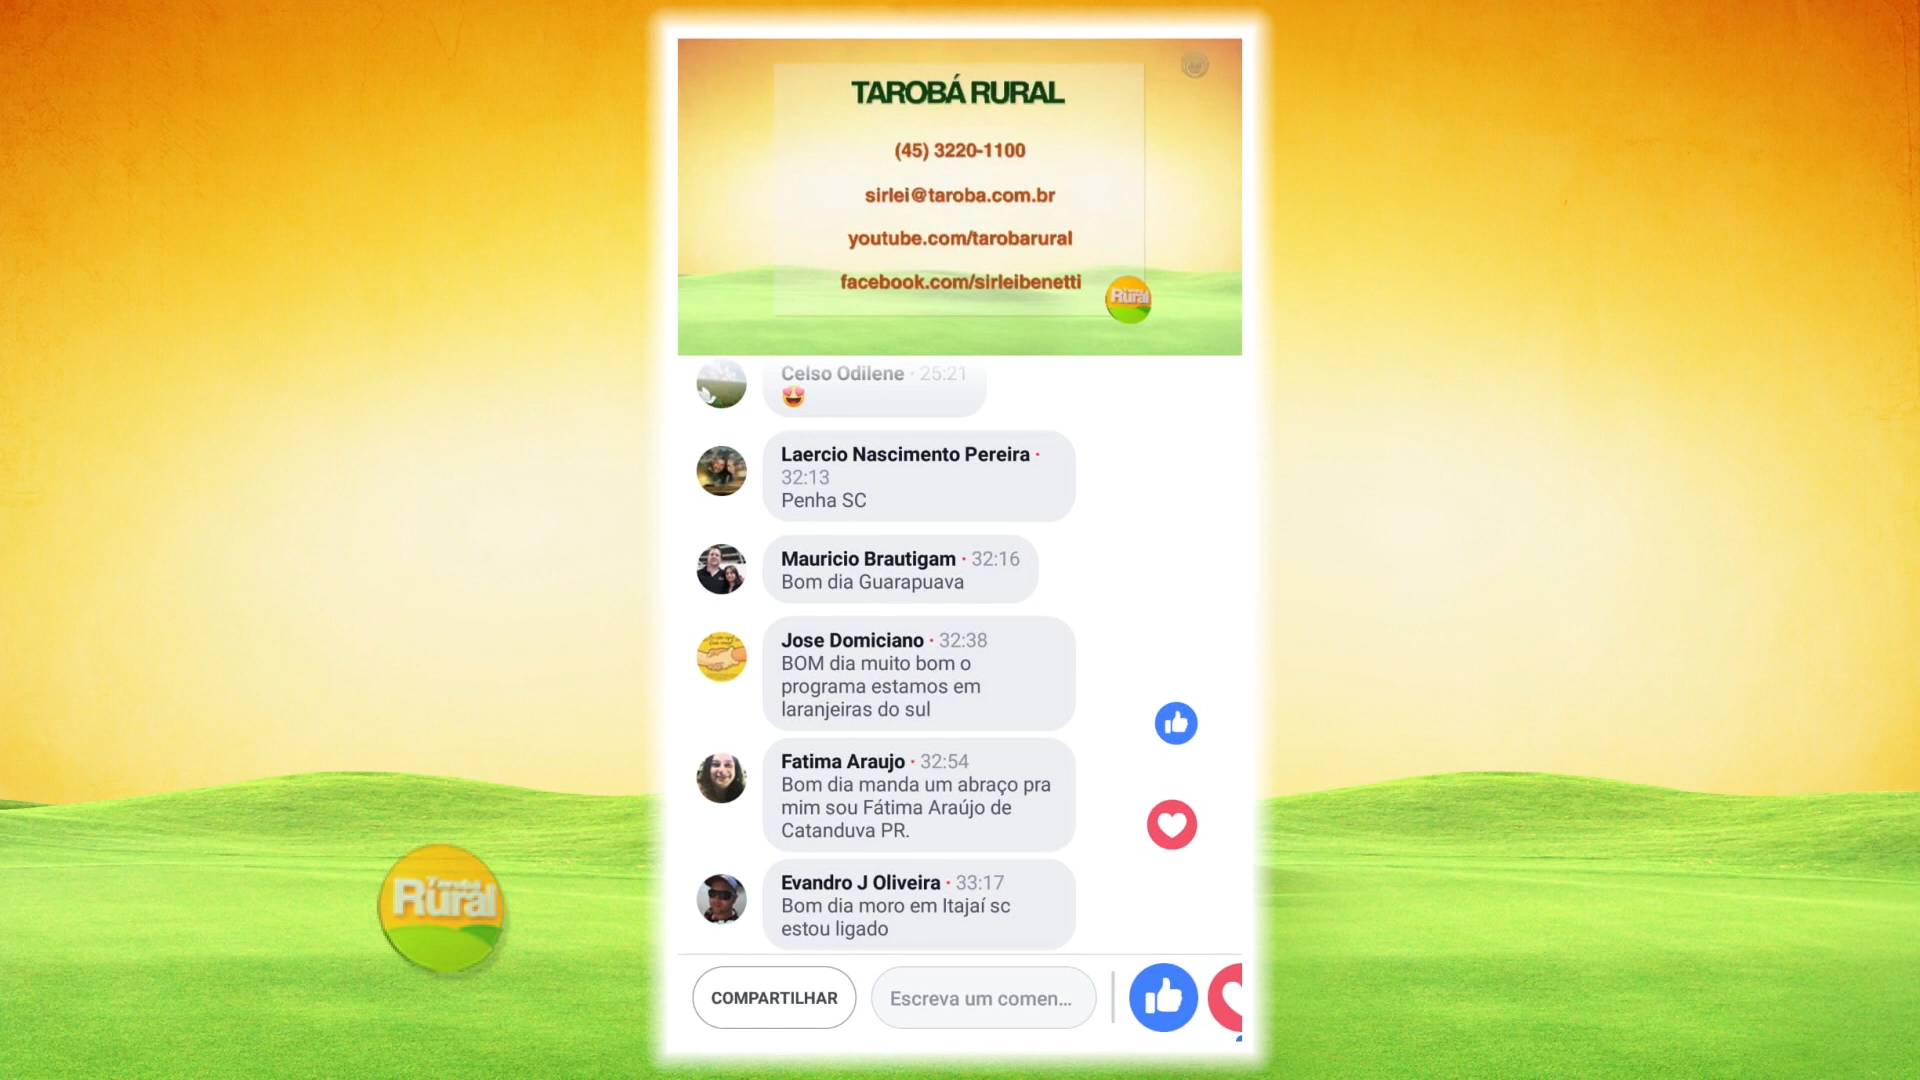 TAROBÁ RURAL
(45) 3220-1100
sirlei@taroba.com.br
youtube.com/tarobarural
facebook.com/sirleibenetti
Rural
Celso Odilene · 25:21
😍
Laercio Nascimento Pereira ·
32:13
Penha SC
Mauricio Brautigam · 32:16
Bom dia Guarapuava
Jose Domiciano · 32:38
BOM dia muito bom o
programa estamos em
laranjeiras do sul
Fatima Araujo · 32:54
Bom dia manda um abraço pra
mim sou Fátima Araújo de
Catanduva PR.
Evandro J Oliveira · 33:17
Bom dia moro em Itajaí sc
estou ligado
COMPARTILHAR
Escreva um comen...
Tarobá
Rural